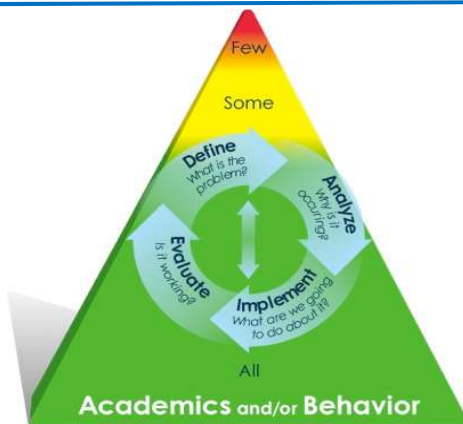 Few
Some
Define
What is the
problem?
Analyze
Why is it
occuring?
Implement
What are we going
to do about it?
Evaluate
Is it working?
All
Academics and/or Behavior